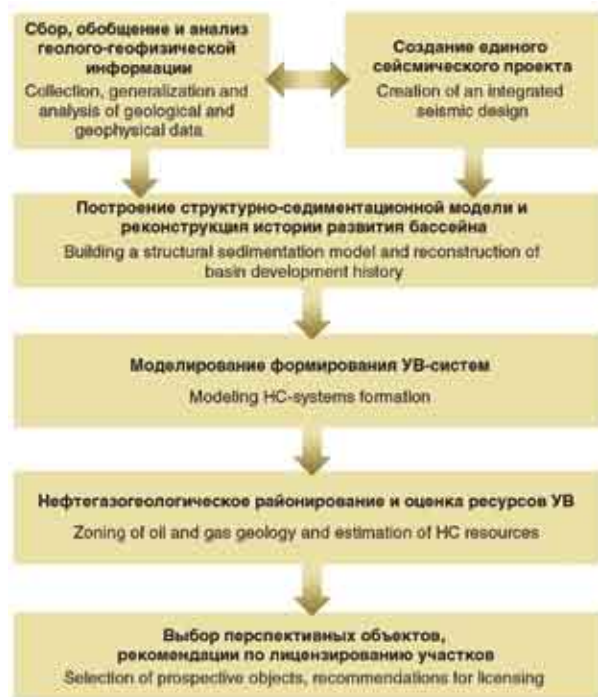 Сбор, обобщение и анализ
геолого-геофизической
информации
Collection, generalization and
analysis of geological and
geophysical data
Создание единого
сейсмического проекта
Creation of an integrated
seismic design
Построение структурно-седиментационной модели и
реконструкция истории развития бассейна
Building a structural sedimentation model and reconstruction of
basin development history
Моделирование формирования УВ-систем
Modeling HC-systems formation
Нефтегазогеологическое районирование и оценка ресурсов УВ
Zoning of oil and gas geology and estimation of HC resources
Выбор перспективных объектов,
рекомендации по лицензированию участков
Selection of prospective objects, recommendations for licensing